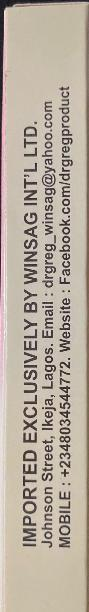 IMPORTED EXCLUSIVELY BY WINSAG INT'L LTD.
Johnson Street, Ikeja, Lagos. Email : drgreg_winsag@yahoo.com
MOBILE : +2348034544772. Website : Facebook.com/drgregproduct